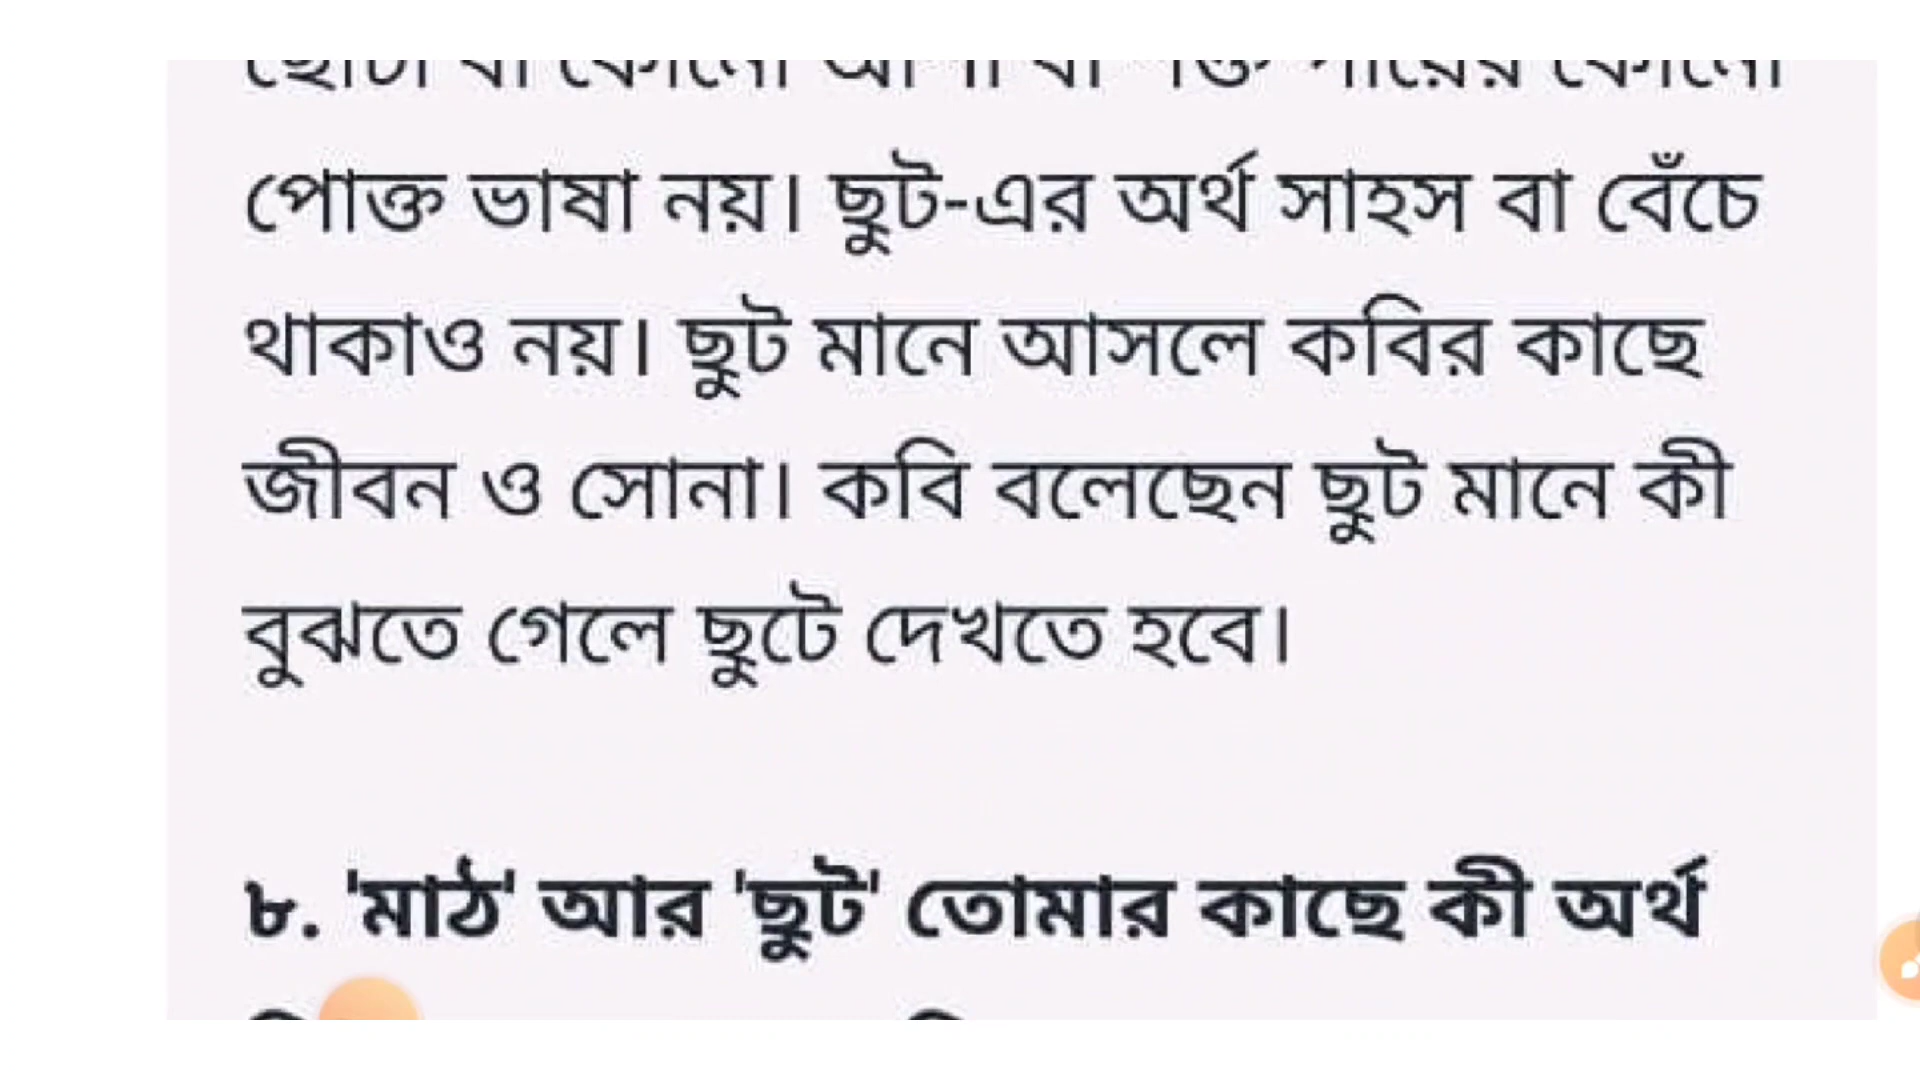 পোক্ত ভাষা নয়। ছুট-এর অর্থ সাহস বা বেঁচে
থাকাও নয়। ছুট মানে আসলে কবির কাছে
জীবন ও সোনা। কবি বলেছেন ছুট মানে কী
বুঝতে গেলে ছুটে দেখতে হবে।
৮. 'মাঠ' আর 'ছুট' তোমার কাছে কী অর্থ